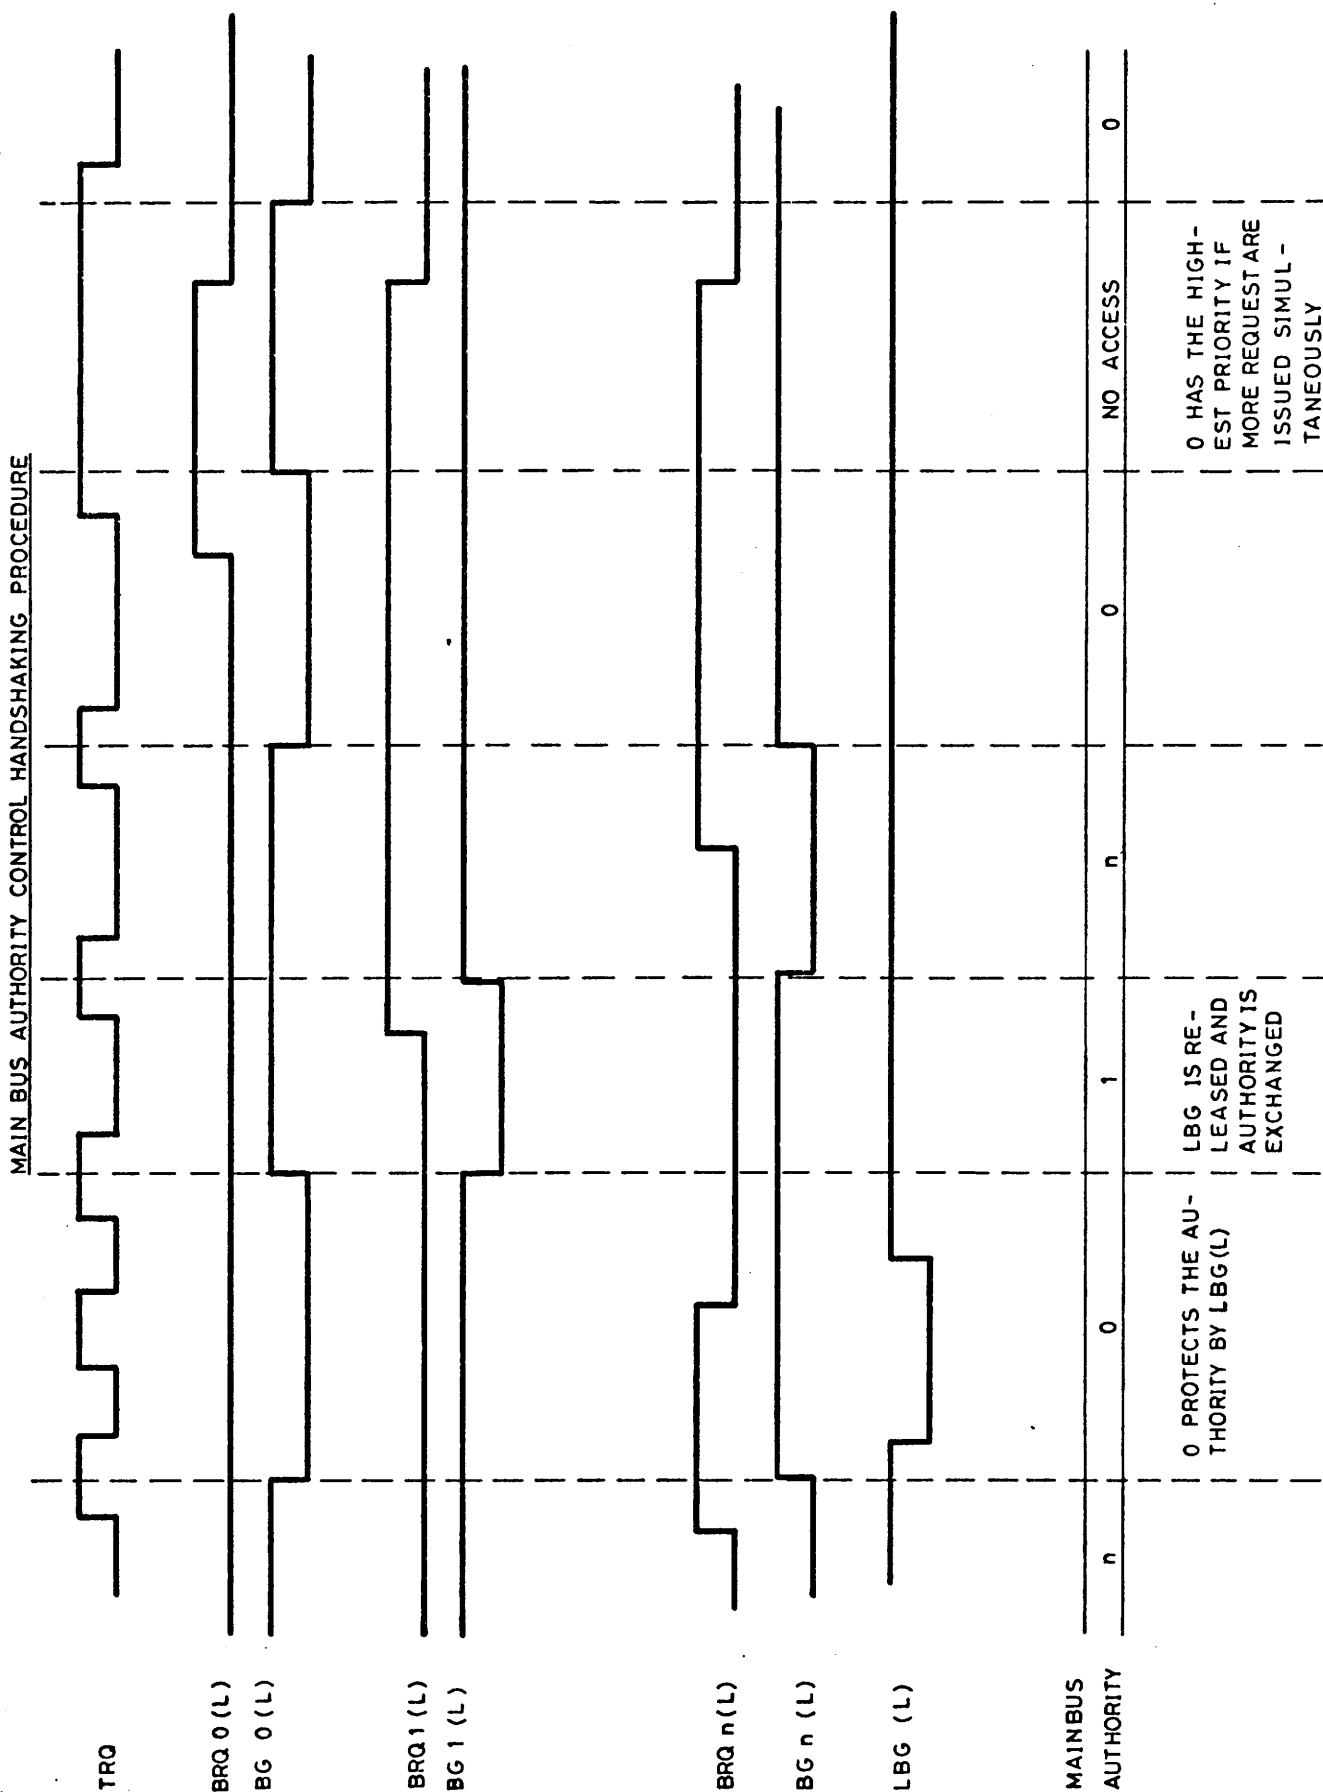 MAIN BUS AUTHORITY CONTROL HANDSHAKING PROCEDURE
TRQ
BRQ 0 (L)
BG 0 (L)
BRQ 1 (L)
BG 1 (L)
BRQ n (L)
BG n (L)
LBG (L)
MAINBUS
AUTHORITY
n
0
1
n
0
NO ACCESS
0
0 PROTECTS THE AU-
THORITY BY LBG (L)
LBG IS RE-
LEASED AND
AUTHORITY IS
EXCHANGED
0 HAS THE HIGH-
EST PRIORITY IF
MORE REQUEST ARE
ISSUED SIMUL-
TANEOUSLY